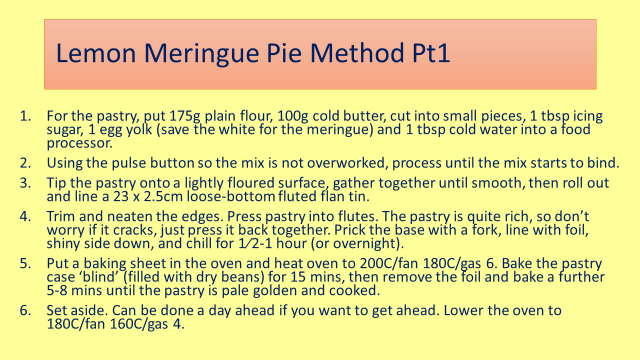 Lemon Meringue Pie Method Pt1
1. For the pastry, put 175g plain flour, 100g cold butter, cut into small pieces, 1 tbsp icing
sugar, 1 egg yolk (save the white for the meringue) and 1 tbsp cold water into a food
processor.
2. Using the pulse button so the mix is not overworked, process until the mix starts to bind.
3. Tip the pastry onto a lightly floured surface, gather together until smooth, then roll out
and line a 23 x 2.5cm loose-bottom fluted flan tin.
4. Trim and neaten the edges. Press pastry into flutes. The pastry is quite rich, so don’t
worry if it cracks, just press it back together. Prick the base with a fork, line with foil,
shiny side down, and chill for 1⁄2-1 hour (or overnight).
5. Put a baking sheet in the oven and heat oven to 200C/fan 180C/gas 6. Bake the pastry
case ‘blind’ (filled with dry beans) for 15 mins, then remove the foil and bake a further
5-8 mins until the pastry is pale golden and cooked.
6. Set aside. Can be done a day ahead if you want to get ahead. Lower the oven to
180C/fan 160C/gas 4.